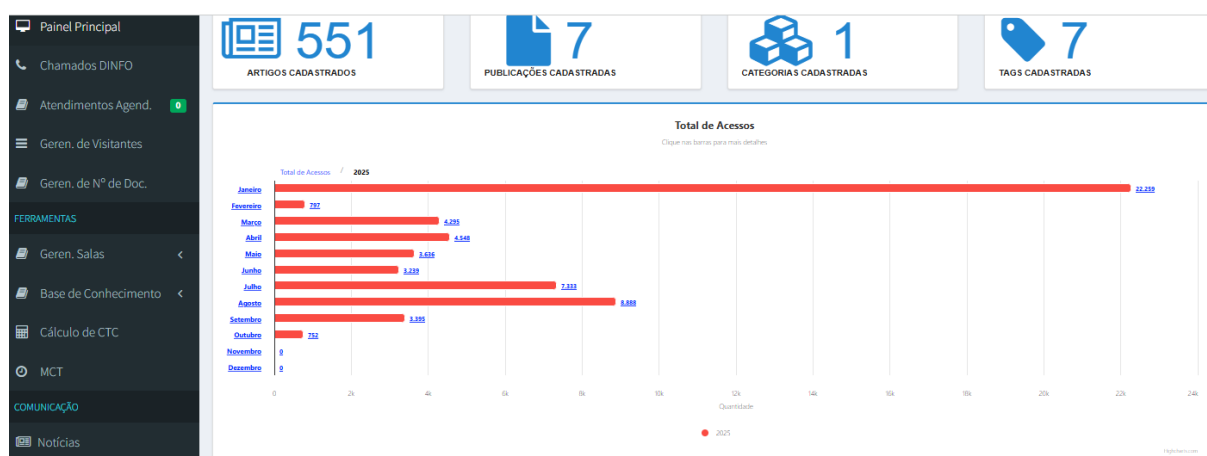 Painel Principal
Chamados DINFO
Atendimentos Agend. 0
Geren. de Visitantes
Geren. de Nº de Doc.
FERRAMENTAS
Geren. Salas
Base de Conhecimento
Cálculo de CTC
MCT
COMUNICAÇÃO
Notícias
551
ARTIGOS CADASTRADOS
7
PUBLICAÇÕES CADASTRADAS
1
CATEGORIAS CADASTRADAS
7
TAGS CADASTRADAS
Total de Acessos
Clique nas barras para mais detalhes
Total de Acessos / 2025
Janeiro 22.259
Fevereiro 797
Março 4.295
Abril 4.548
Maio 3.636
Junho 3.239
Julho 7.333
Agosto 8.888
Setembro 3.395
Outubro 752
Novembro 0
Dezembro 0
0 2k 4k 6k 8k 10k 12k 14k 16k 18k 20k 22k 24k
Quantidade
2025
Highcharts.com